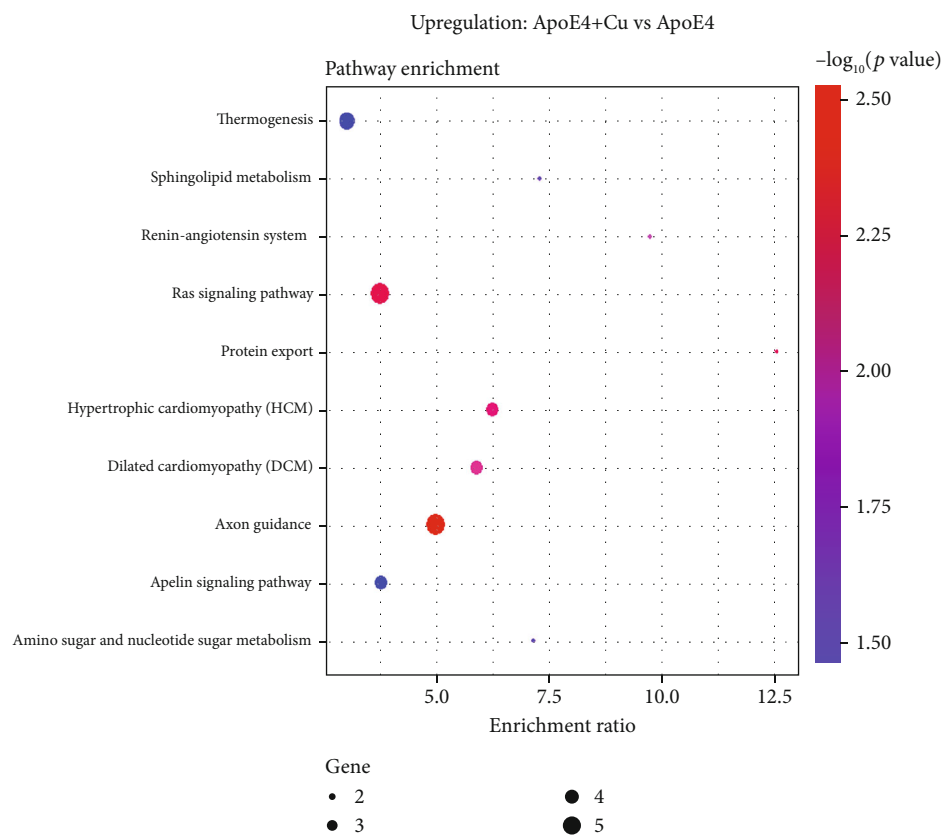 Upregulation: ApoE4+Cu vs ApoE4
Pathway enrichment
–log10(p value)
Thermogenesis
Sphingolipid metabolism
Renin-angiotensin system
Ras signaling pathway
Protein export
Hypertrophic cardiomyopathy (HCM)
Dilated cardiomyopathy (DCM)
Axon guidance
Apelin signaling pathway
Amino sugar and nucleotide sugar metabolism
2.50
2.25
2.00
1.75
1.50
5.0 7.5 10.0 12.5
Enrichment ratio
Gene
2 4
3 5